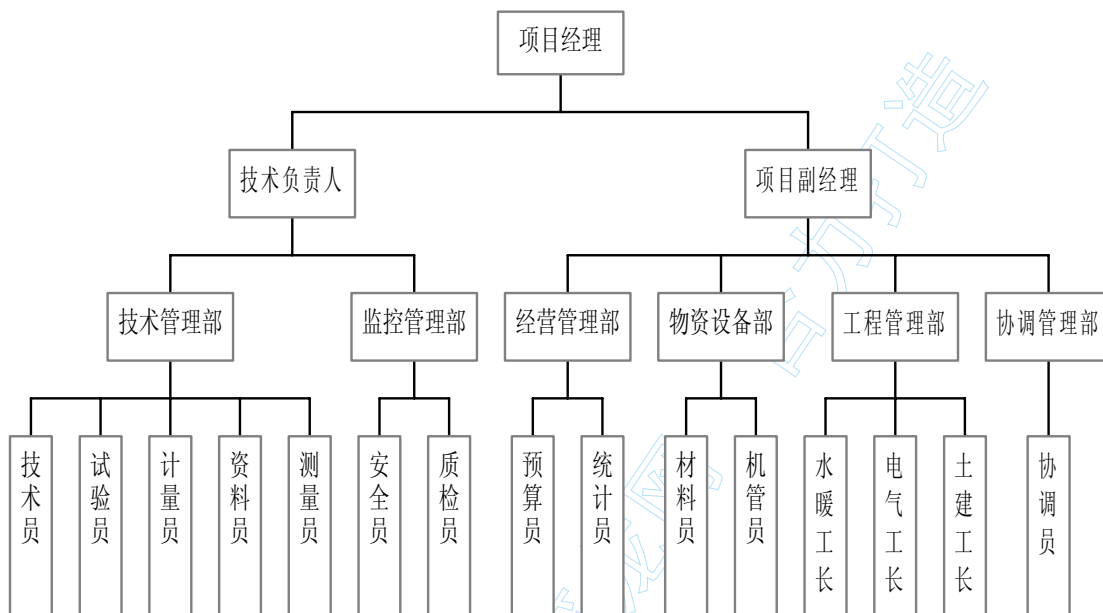 项目经理
技术负责人
项目副经理
技术管理部
监控管理部
经营管理部
物资设备部
工程管理部
协调管理部
技术员
试验员
计量员
资料员
测量员
安全员
质检员
预算员
统计员
材料员
机管员
水暖工长
电气工长
土建工长
协调员